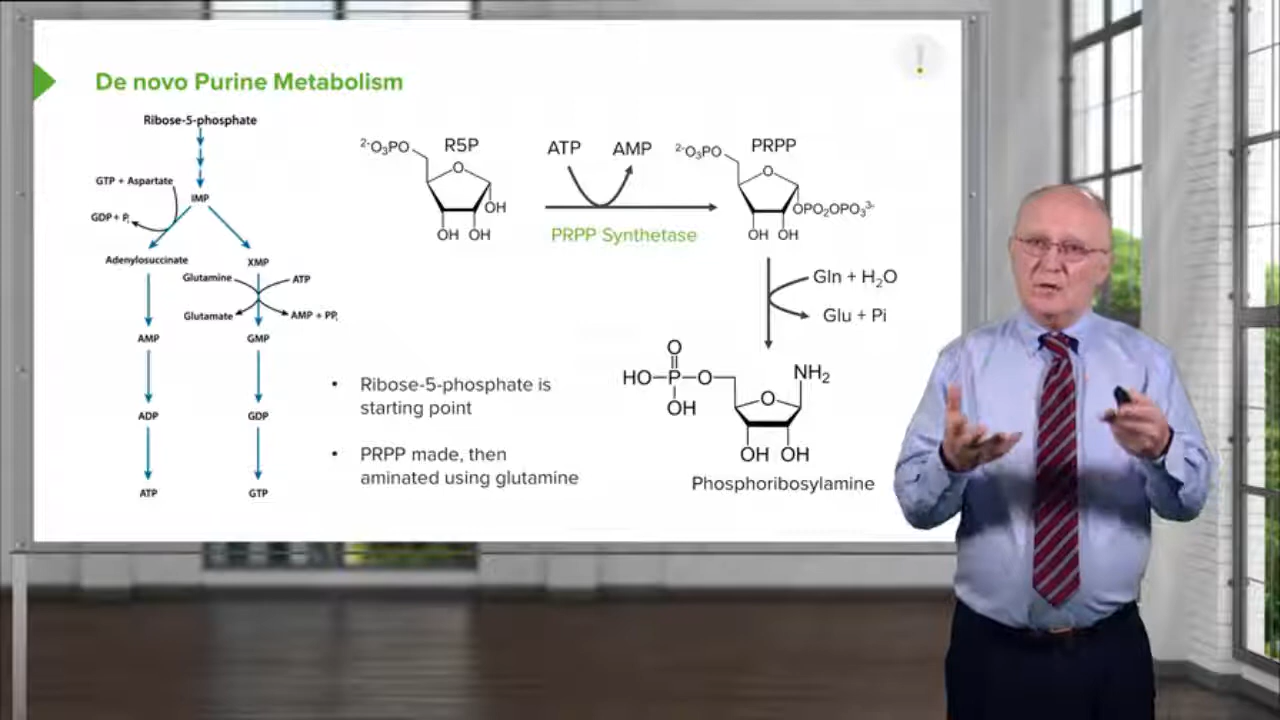 De novo Purine Metabolism
!
Ribose-5-phosphate
GTP + Aspartate
IMP
GDP + Pi
Adenylosuccinate
XMP
Glutamine
ATP
Glutamate
AMP + PPi
AMP
GMP
ADP
GDP
ATP
GTP
R5P
²⁻O₃PO
OH
OH OH
ATP AMP
PRPP Synthetase
PRPP
²⁻O₃PO
OPO₂OPO₃³⁻
OH OH
Gln + H₂O
Glu + Pi
O
HO P O
OH
NH₂
O
OH OH
Phosphoribosylamine
• Ribose-5-phosphate is
starting point
• PRPP made, then
aminated using glutamine